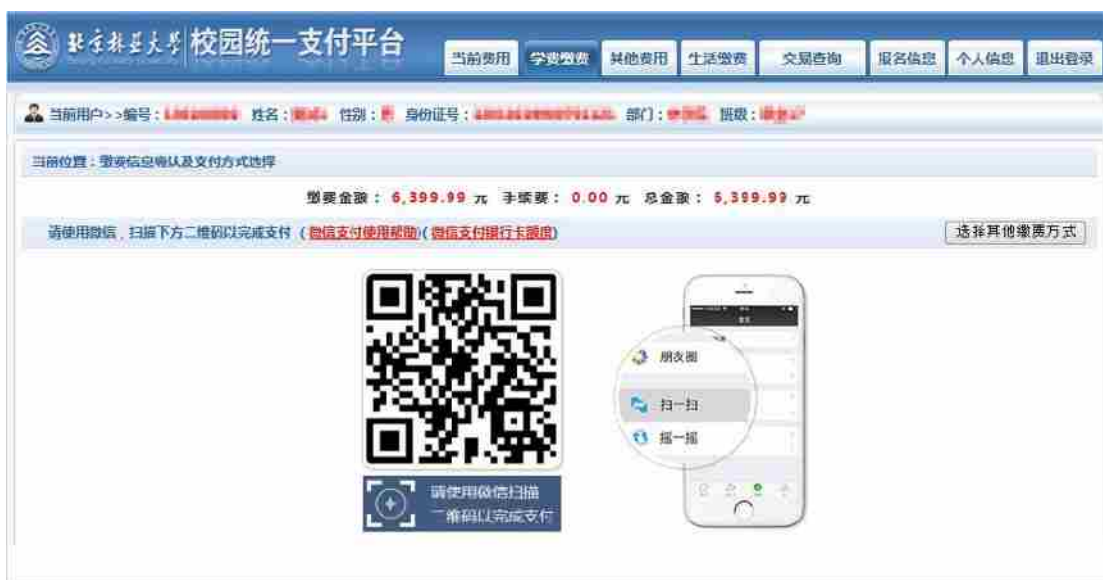 北京林业大学 校园统一支付平台
当前费用 学费缴费 其他费用 生活缴费 交易查询 报名信息 个人信息 退出登录
当前用户>>编号: 姓名: 性别: 身份证号: 部门: 班级:
当前位置:缴费信息确认及支付方式选择
缴费金额: 6,399.99 元 手续费: 0.00 元 总金额: 5,399.99 元
请使用微信,扫描下方二维码以完成支付 (微信支付使用帮助)(微信支付银行卡额度)
选择其他缴费方式
朋友圈
扫一扫
摇一摇
请使用微信扫描
二维码以完成支付